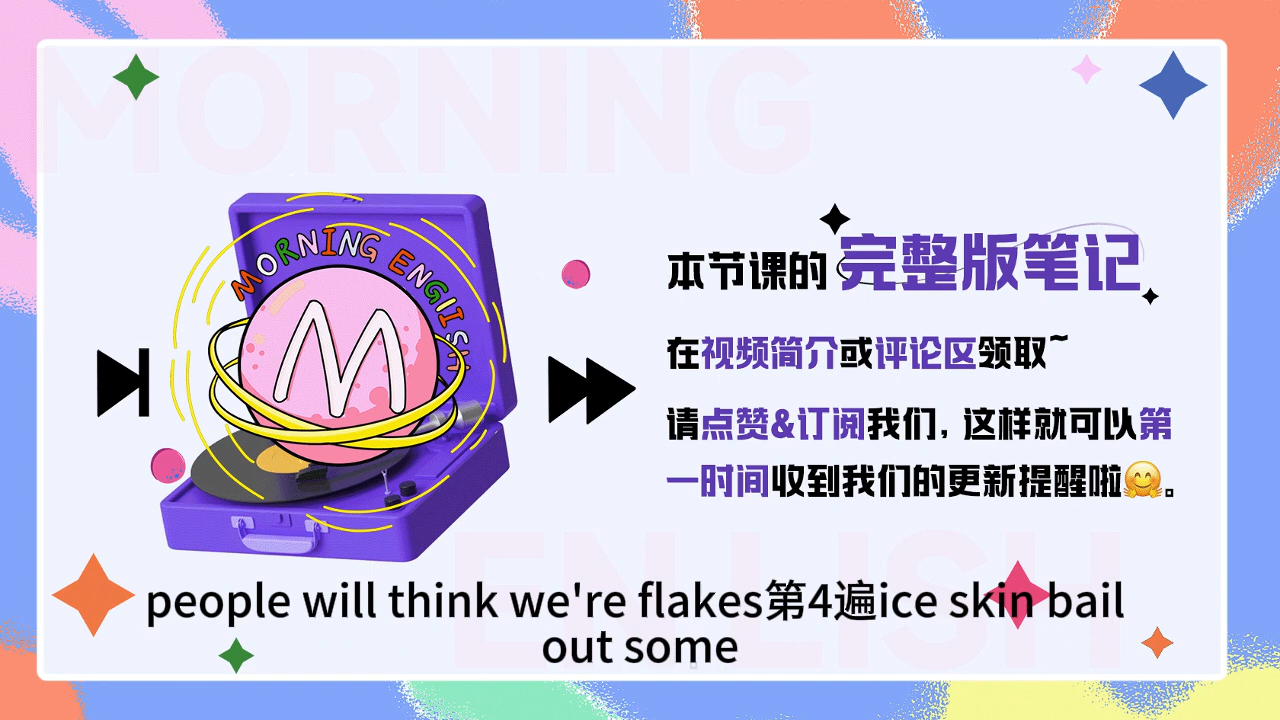 MORNING
MORNING ENGlISH
M
本节课的 完整版笔记
在视频简介或评论区领取~
请点赞&订阅我们, 这样就可以第
一时间收到我们的更新提醒啦🤗。
ENLISH
people will think we're flakes第4遍ice skin bail
out some